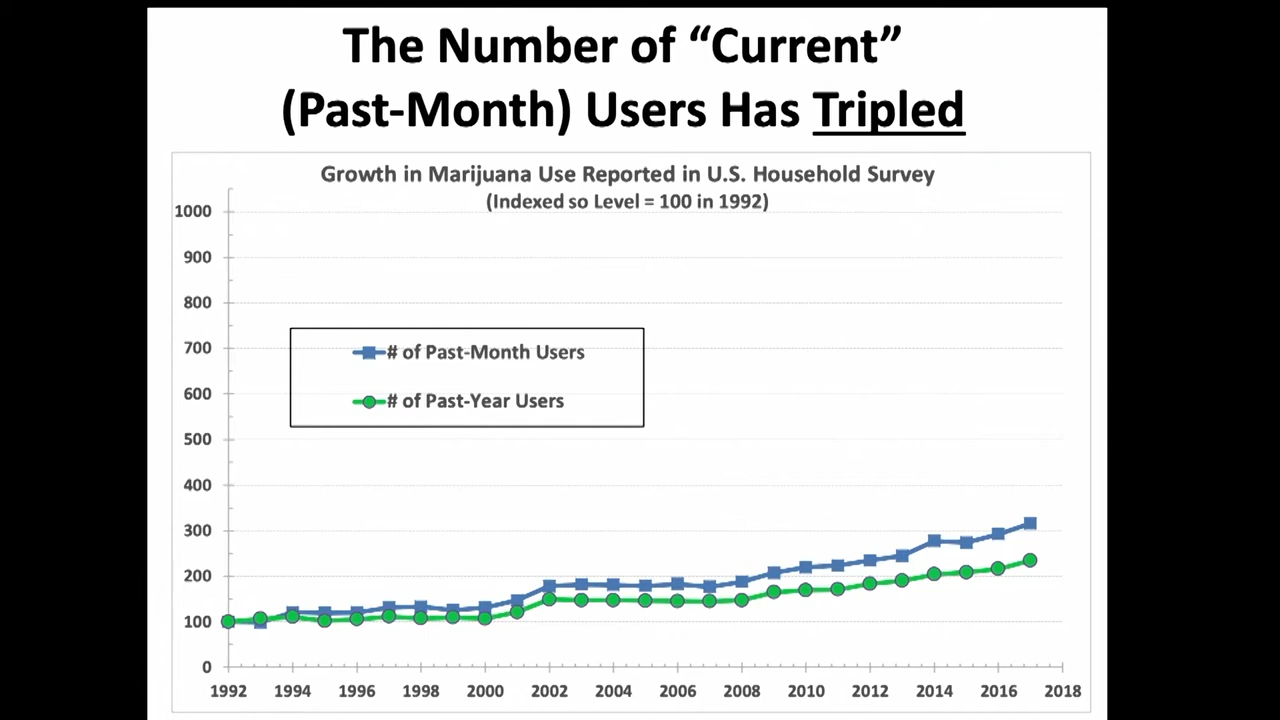 The Number of “Current”
(Past-Month) Users Has Tripled
Growth in Marijuana Use Reported in U.S. Household Survey
(Indexed so Level = 100 in 1992)
1000
900
800
700
600
500
400
300
200
100
0
# of Past-Month Users
# of Past-Year Users
1992 1994 1996 1998 2000 2002 2004 2006 2008 2010 2012 2014 2016 2018